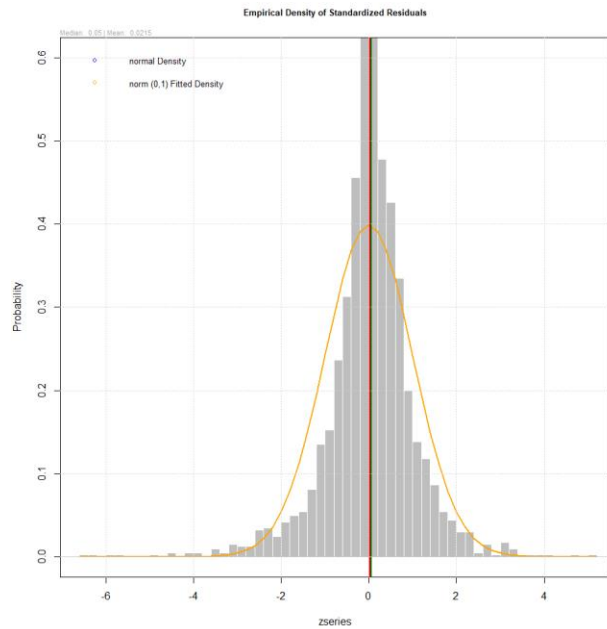 Empirical Density of Standardized Residuals
Median: 0.05 | Mean: 0.0215
normal Density
norm (0,1) Fitted Density
Probability
0.6
0.5
0.4
0.3
0.2
0.1
0.0
-6
-4
-2
0
2
4
zseries